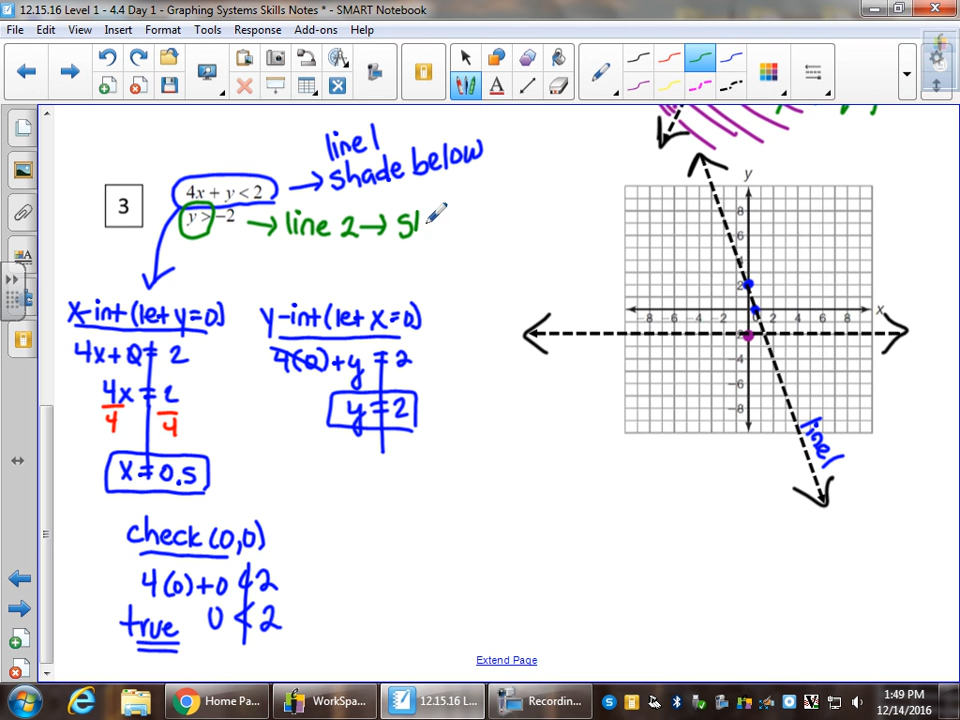 12.15.16 Level 1 - 4.4 Day 1 - Graphing Systems Skills Notes * - SMART Notebook
File Edit View Insert Format Tools Response Add-ons Help
line 1
shade below
3
4x + y < 2
y > -2
line 2 → Sh
x-int (let y=0)
y-int (let x=0)
4x+0=2
4(0)+y=2
4x=2
4 4
y=2
x=0.5
check (0,0)
4(0)+0<2
true 0<2
y
8
6
4
2
-8 -6 -4 -2 0 2 4 6 8 x
-2
-4
-6
-8
line 1
Extend Page
Home Pa...
WorkSpa...
12.15.16 L...
Recordin...
1:49 PM
12/14/2016